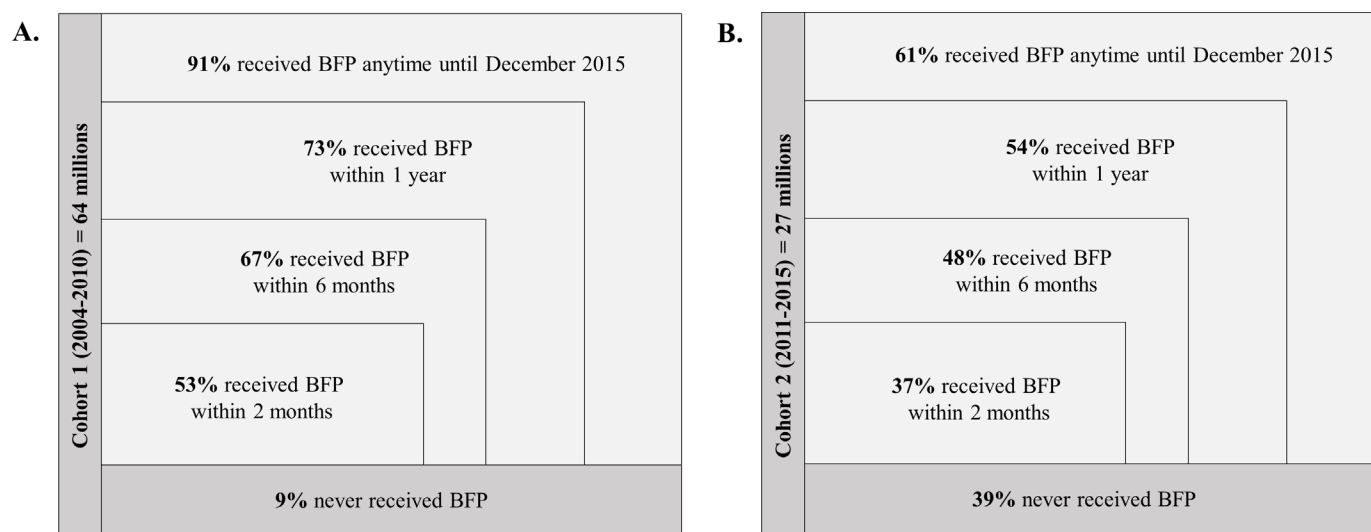 A.
Cohort 1 (2004-2010) = 64 millions
91% received BFP anytime until December 2015
73% received BFP
within 1 year
67% received BFP
within 6 months
53% received BFP
within 2 months
9% never received BFP
B.
Cohort 2 (2011-2015) = 27 millions
61% received BFP anytime until December 2015
54% received BFP
within 1 year
48% received BFP
within 6 months
37% received BFP
within 2 months
39% never received BFP